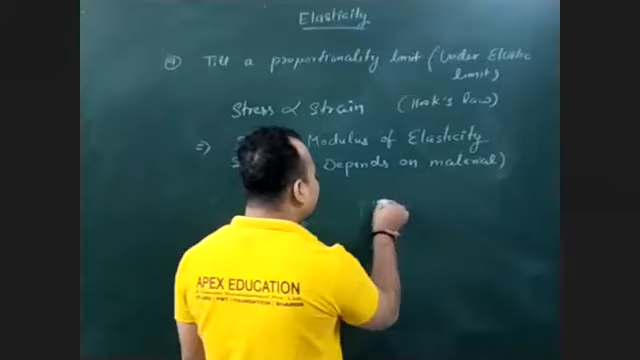 Elasticity
Till a proportionality limit (Under Elastic
limit)
Stress ∝ Strain (Hook's law)
⇒ Modulus of Elasticity
Depends on material)
APEX EDUCATION